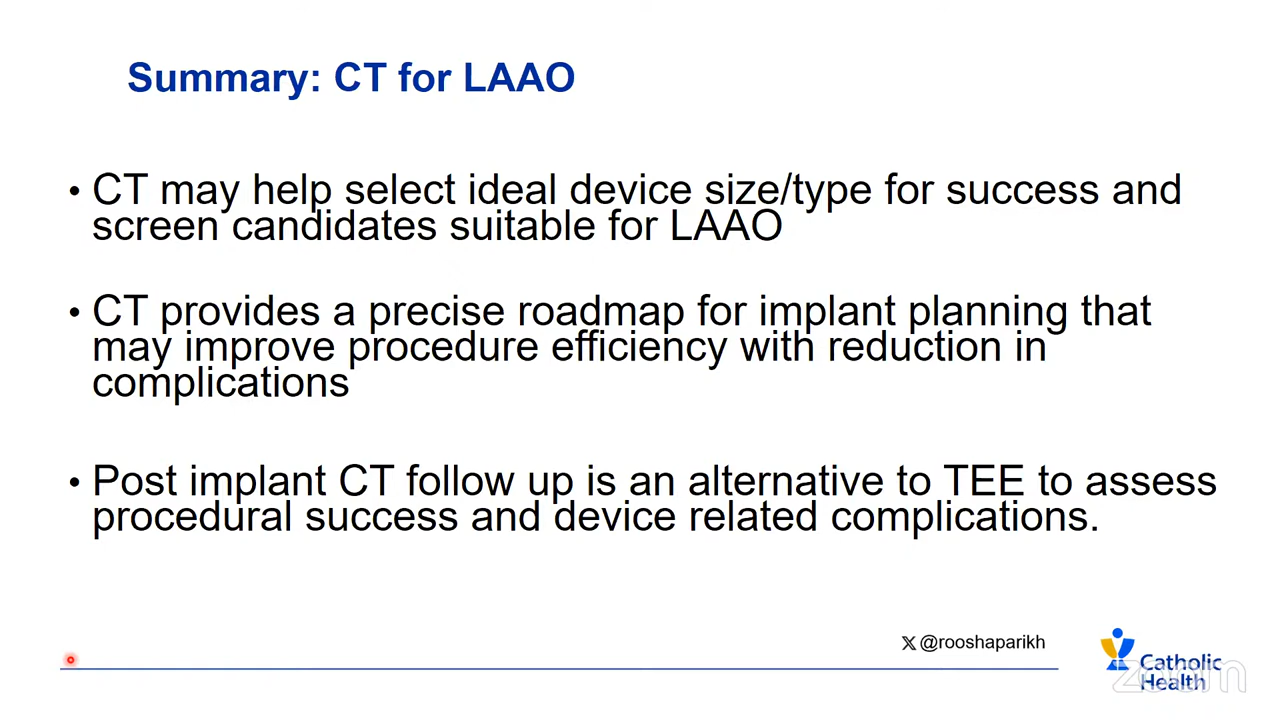 Summary: CT for LAAO
• CT may help select ideal device size/type for success and
screen candidates suitable for LAAO
• CT provides a precise roadmap for implant planning that
may improve procedure efficiency with reduction in
complications
• Post implant CT follow up is an alternative to TEE to assess
procedural success and device related complications.
X @rooshaparikh
Catholic
Health
zoom